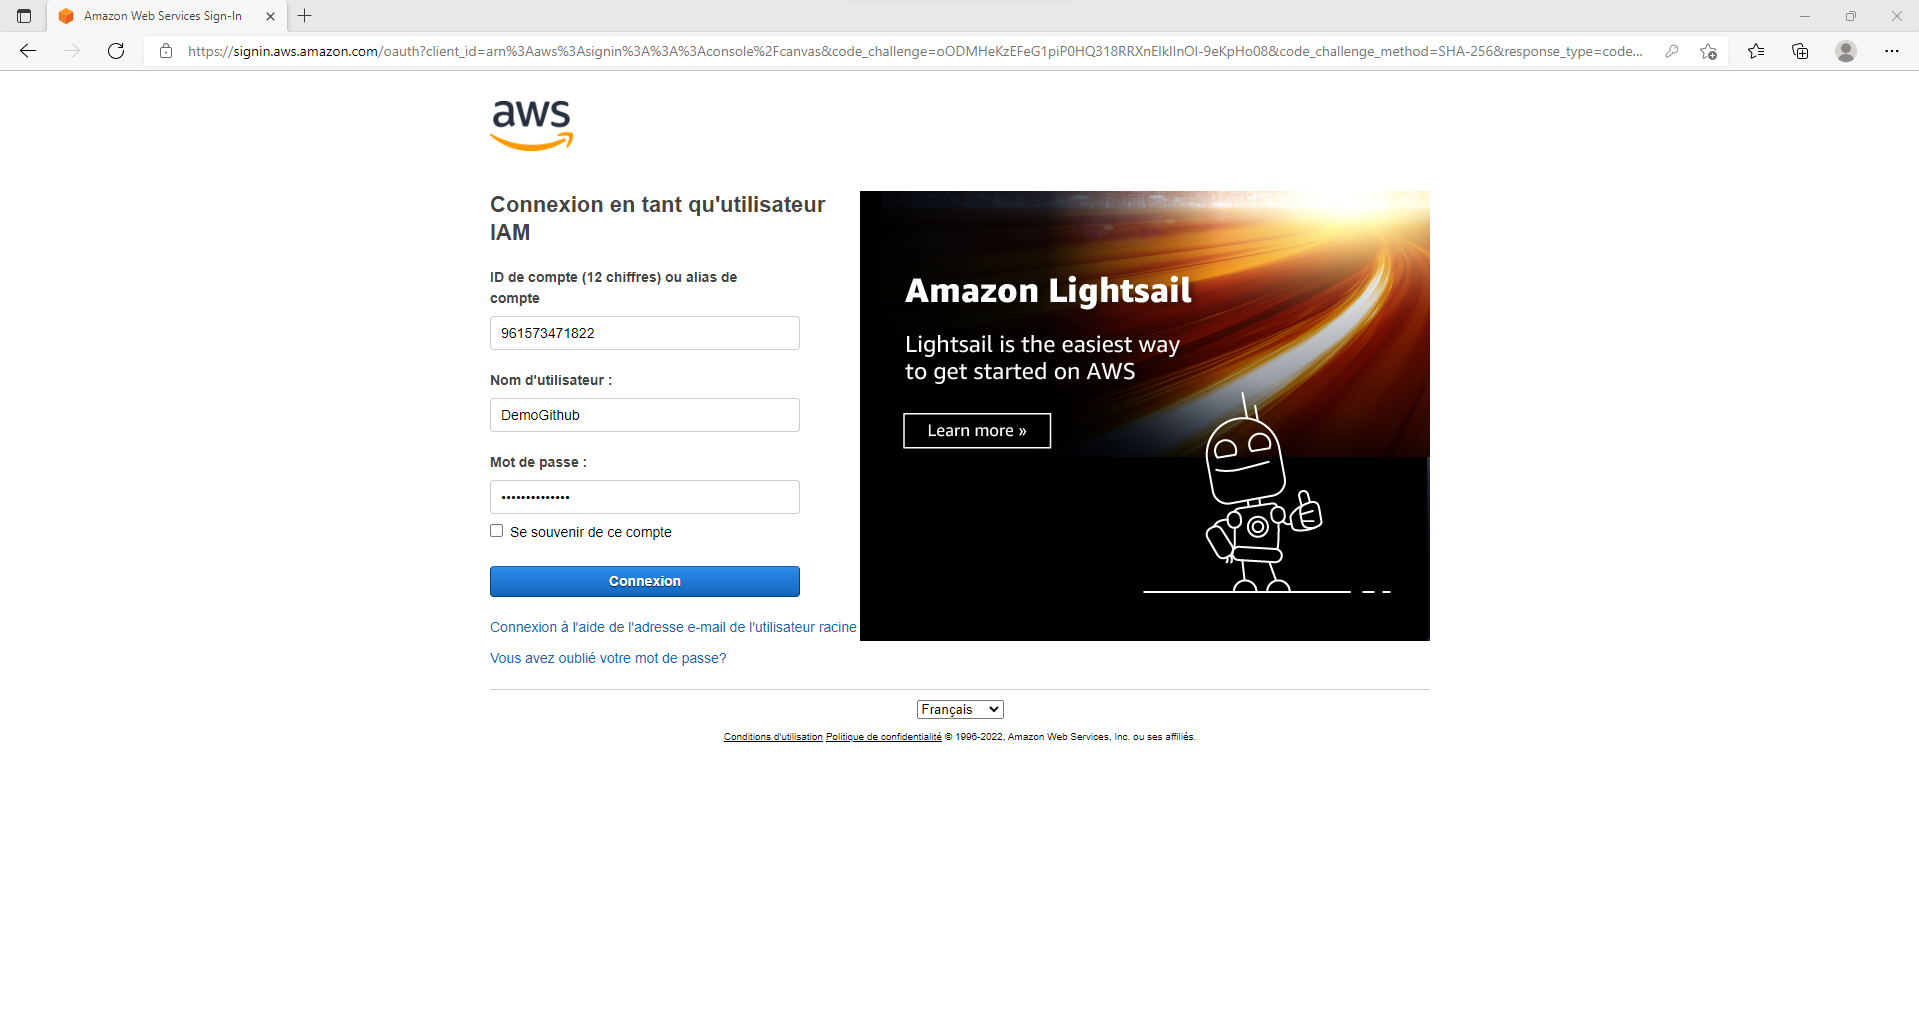 Amazon Web Services Sign-In
https://signin.aws.amazon.com/oauth?client_id=arn%3Aaws%3Asignin%3A%3A%3Aconsole%2Fcanvas&code_challenge=oODMHeKzEFeG1piP0HQ318RRXnEIkIInOI-9eKpHo08&code_challenge_method=SHA-256&response_type=code...
aws
Connexion en tant qu'utilisateur
IAM
ID de compte (12 chiffres) ou alias de
compte
961573471822
Nom d'utilisateur :
DemoGithub
Mot de passe :
••••••••••••••
Se souvenir de ce compte
Connexion
Connexion à l'aide de l'adresse e-mail de l'utilisateur racine
Vous avez oublié votre mot de passe?
Amazon Lightsail
Lightsail is the easiest way
to get started on AWS
Learn more »
Français
Conditions d'utilisation Politique de confidentialité © 1996-2022, Amazon Web Services, Inc. ou ses affiliés.